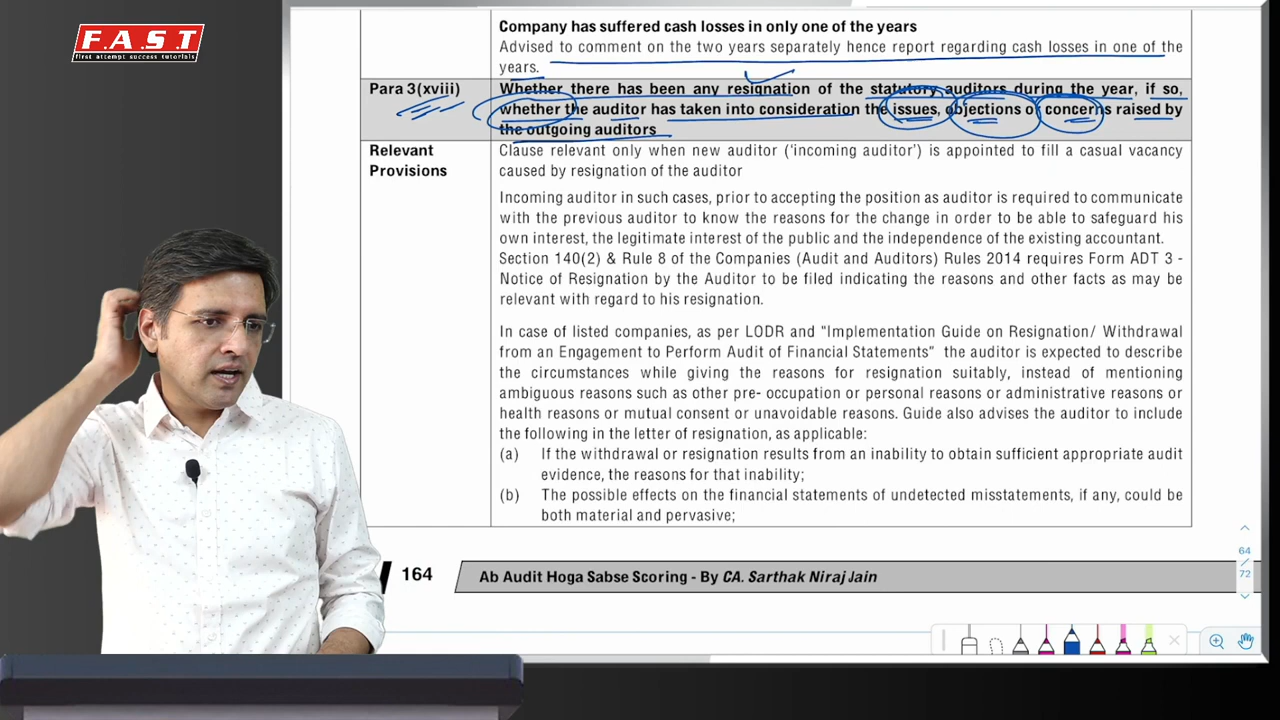 F.A.S.T
first attempt success tutorials
Company has suffered cash losses in only one of the years
Advised to comment on the two years separately hence report regarding cash losses in one of the
years.
Para 3(xviii)
Whether there has been any resignation of the statutory auditors during the year, if so,
whether the auditor has taken into consideration the issues, objections or concerns raised by
the outgoing auditors
Relevant
Provisions
Clause relevant only when new auditor (‘incoming auditor’) is appointed to fill a casual vacancy
caused by resignation of the auditor
Incoming auditor in such cases, prior to accepting the position as auditor is required to communicate
with the previous auditor to know the reasons for the change in order to be able to safeguard his
own interest, the legitimate interest of the public and the independence of the existing accountant.
Section 140(2) & Rule 8 of the Companies (Audit and Auditors) Rules 2014 requires Form ADT 3 -
Notice of Resignation by the Auditor to be filed indicating the reasons and other facts as may be
relevant with regard to his resignation.
In case of listed companies, as per LODR and “Implementation Guide on Resignation/ Withdrawal
from an Engagement to Perform Audit of Financial Statements” the auditor is expected to describe
the circumstances while giving the reasons for resignation suitably, instead of mentioning
ambiguous reasons such as other pre- occupation or personal reasons or administrative reasons or
health reasons or mutual consent or unavoidable reasons. Guide also advises the auditor to include
the following in the letter of resignation, as applicable:
(a) If the withdrawal or resignation results from an inability to obtain sufficient appropriate audit
evidence, the reasons for that inability;
(b) The possible effects on the financial statements of undetected misstatements, if any, could be
both material and pervasive;
164
Ab Audit Hoga Sabse Scoring - By CA. Sarthak Niraj Jain
64
/
72